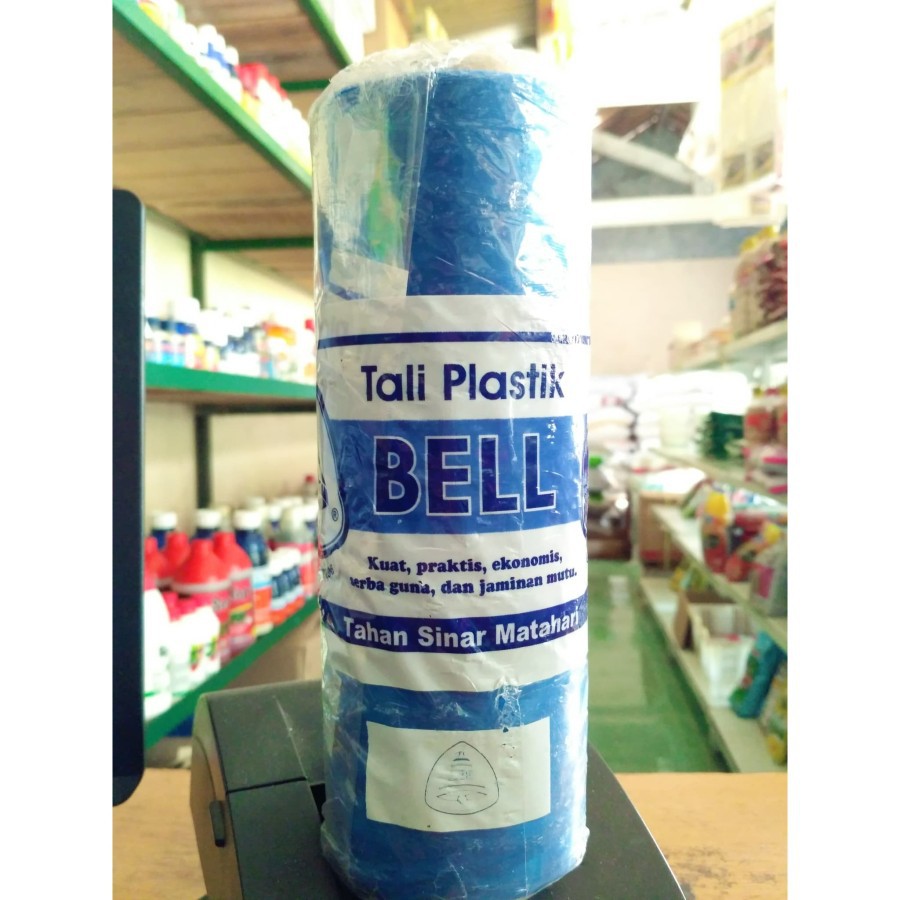 Tali Plastik
BELL
®
Kuat, praktis, ekonomis,
serba guna, dan jaminan mutu.
Tahan Sinar Matahari